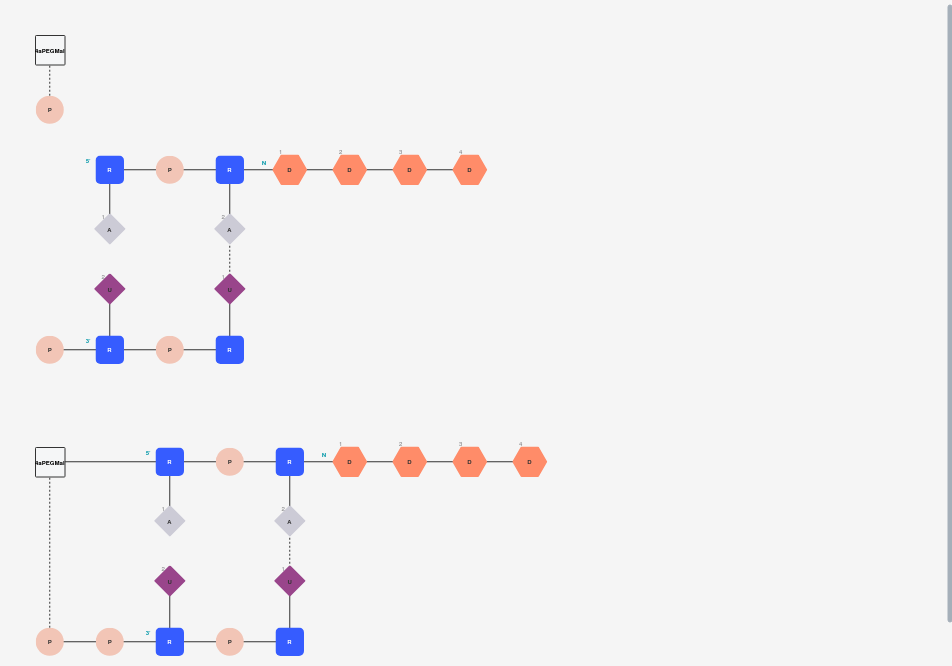 4aPEGMal
P
1 2 3 4
5' R P R N D D D D
1 2
A A
2 1
U U
3'
P R P R
1 2 3 4
4aPEGMal 5' R P R N D D D D
1 2
A A
2 1
U U
3'
P P R P R